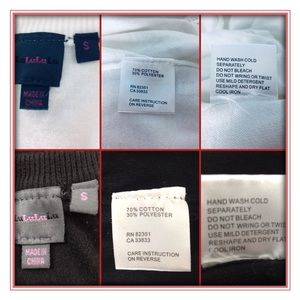 S
MADE IN
CHINA
70% COTTON
30% POLYESTER
RN 82351
CA 33833
CARE INSTRUCTION
ON REVERSE
HAND WASH COLD
SEPARATELY
DO NOT BLEACH
DO NOT WRING OR TWIST
USE MILD DETERGENT
RESHAPE AND DRY FLAT
COOL IRON
S
MADE IN
CHINA
70% COTTON
30% POLYESTER
RN 82351
CA 33833
CARE INSTRUCTION
ON REVERSE
HAND WASH COLD
SEPARATELY
DO NOT BLEACH
DO NOT WRING OR TWIST
USE MILD DETERGENT
RESHAPE AND DRY FLAT
COOL IRON